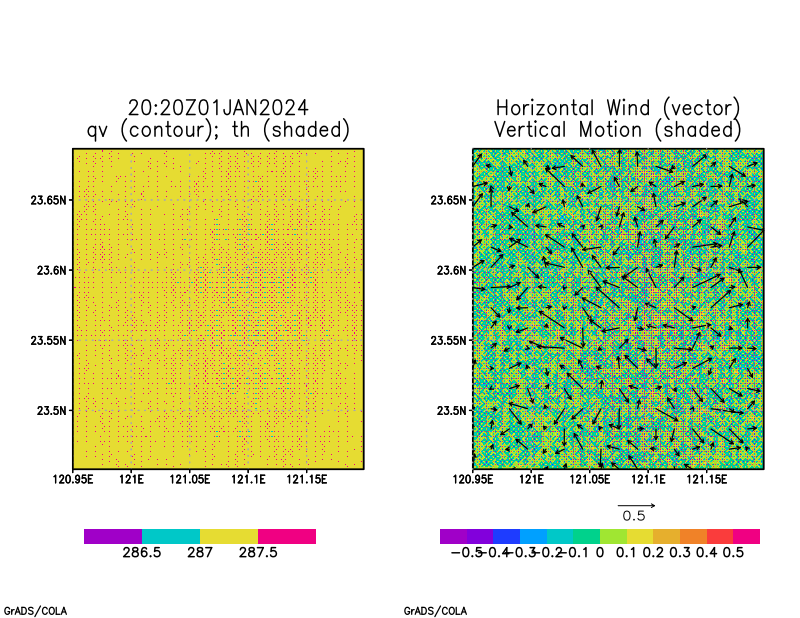 20:20Z01JAN2024
qv (contour); th (shaded)
23.65N
23.6N
23.55N
23.5N
120.95E 121E 121.05E 121.1E 121.15E
286.5 287 287.5
Horizontal Wind (vector)
Vertical Motion (shaded)
23.65N
23.6N
23.55N
23.5N
120.95E 121E 121.05E 121.1E 121.15E
0.5
-0.5 -0.4 -0.3 -0.2 -0.1 0 0.1 0.2 0.3 0.4 0.5
GrADS/COLA
GrADS/COLA